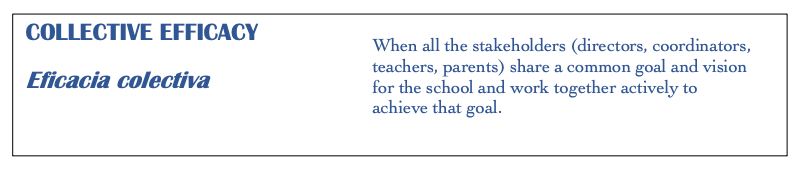 COLLECTIVE EFFICACY
Eficacia colectiva
When all the stakeholders (directors, coordinators,
teachers, parents) share a common goal and vision
for the school and work together actively to
achieve that goal.